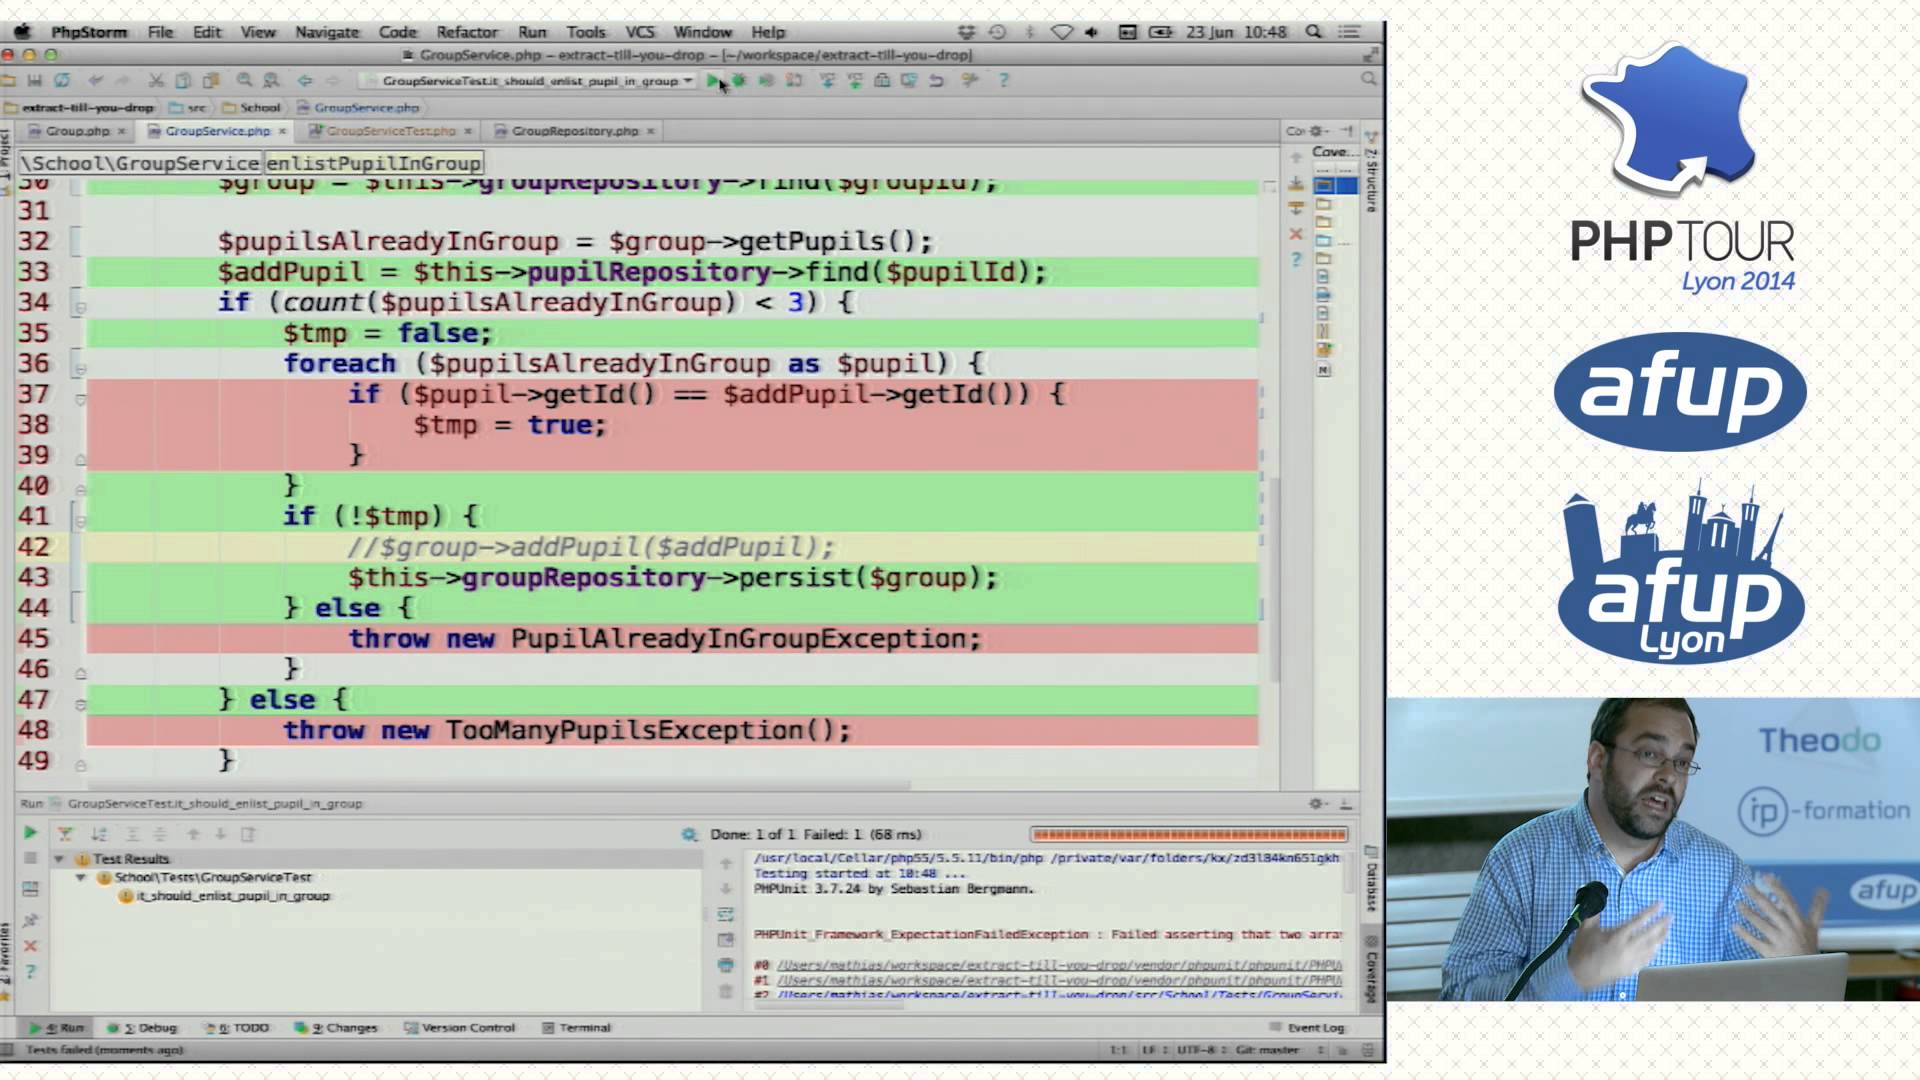 PhpStorm File Edit View Navigate Code Refactor Run Tools VCS Window Help 23 Jun 10:48
GroupService.php – extract-till-you-drop – [~/workspace/extract-till-you-drop]
GroupServiceTest.it_should_enlist_pupil_in_group
extract-till-you-drop src School GroupService.php
Group.php GroupService.php GroupServiceTest.php GroupRepository.php
\School\GroupService enlistPupilInGroup
30 $group = $this->groupRepository->find($groupId);
31
32 $pupilsAlreadyInGroup = $group->getPupils();
33 $addPupil = $this->pupilRepository->find($pupilId);
34 if (count($pupilsAlreadyInGroup) < 3) {
35 $tmp = false;
36 foreach ($pupilsAlreadyInGroup as $pupil) {
37 if ($pupil->getId() == $addPupil->getId()) {
38 $tmp = true;
39 }
40 }
41 if (!$tmp) {
42 //$group->addPupil($addPupil);
43 $this->groupRepository->persist($group);
44 } else {
45 throw new PupilAlreadyInGroupException;
46 }
47 } else {
48 throw new TooManyPupilsException();
49 }
Cove...
1: Project
Z: Structure
Run GroupServiceTest.it_should_enlist_pupil_in_group
Done: 1 of 1 Failed: 1 (68 ms)
Test Results
School\Tests\GroupServiceTest
it_should_enlist_pupil_in_group
/usr/local/Cellar/php55/5.5.11/bin/php /private/var/folders/kx/zd3l84kn651gkh
Testing started at 10:48 ...
PHPUnit 3.7.24 by Sebastian Bergmann.
PHPUnit_Framework_ExpectationFailedException : Failed asserting that two arra
#0 /Users/mathias/workspace/extract-till-you-drop/vendor/phpunit/phpunit/PHPU
#1 /Users/mathias/workspace/extract-till-you-drop/vendor/phpunit/phpunit/PHPU
#2 /Users/mathias/workspace/extract-till-you-drop/src/School/Tests/GroupServi
Favorites
Database
Coverage
4: Run 5: Debug 6: TODO 9: Changes Version Control Terminal Event Log
Tests failed (moments ago) 1:1 LF UTF-8 Git: master
PHPTOUR
Lyon 2014
afup
afup
Lyon
Theodo
ip-formation
afup